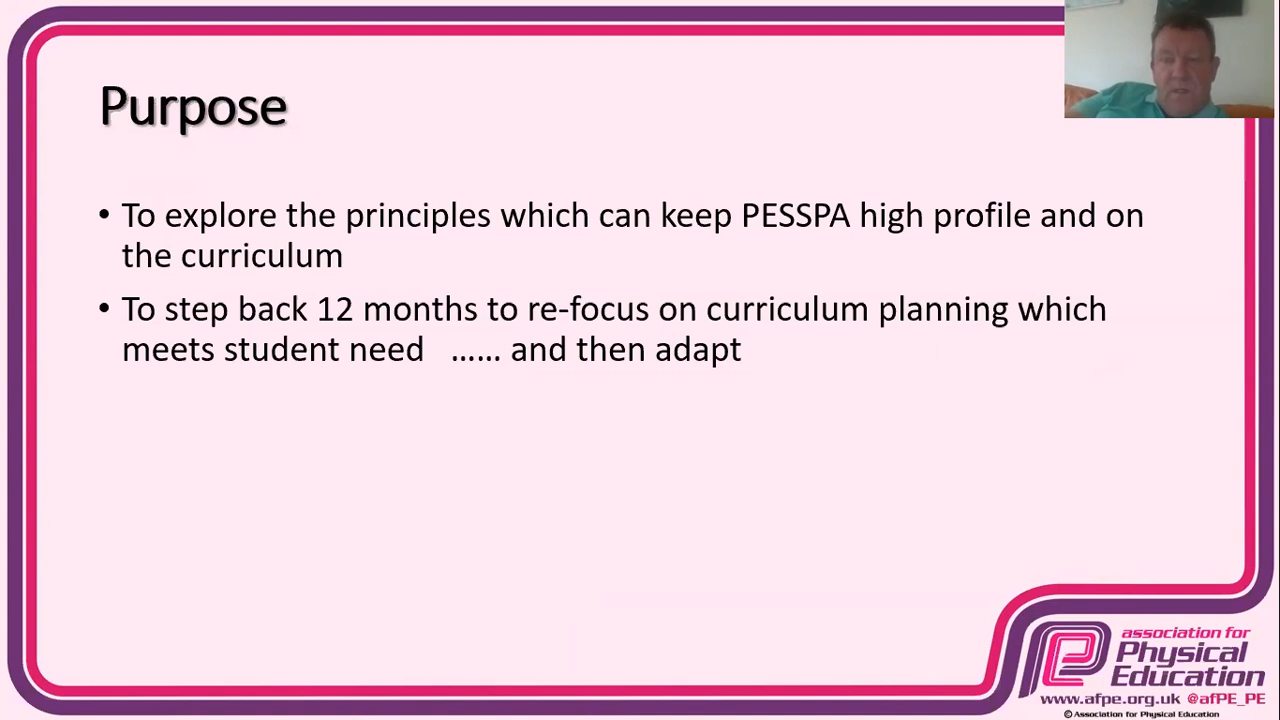 Purpose
• To explore the principles which can keep PESSPA high profile and on
the curriculum
• To step back 12 months to re-focus on curriculum planning which
meets student need …… and then adapt
association for
Physical
Education
www.afpe.org.uk @afPE_PE
© Association for Physical Education